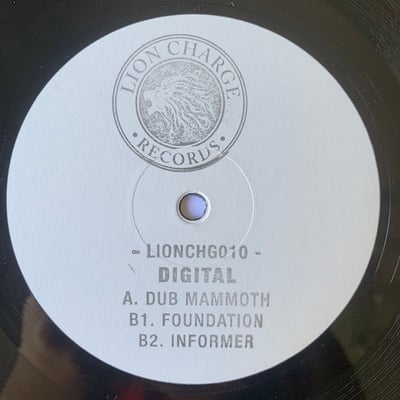 LION CHARGE
• RECORDS •
- LIONCHG010 -
DIGITAL
A. DUB MAMMOTH
B1. FOUNDATION
B2. INFORMER